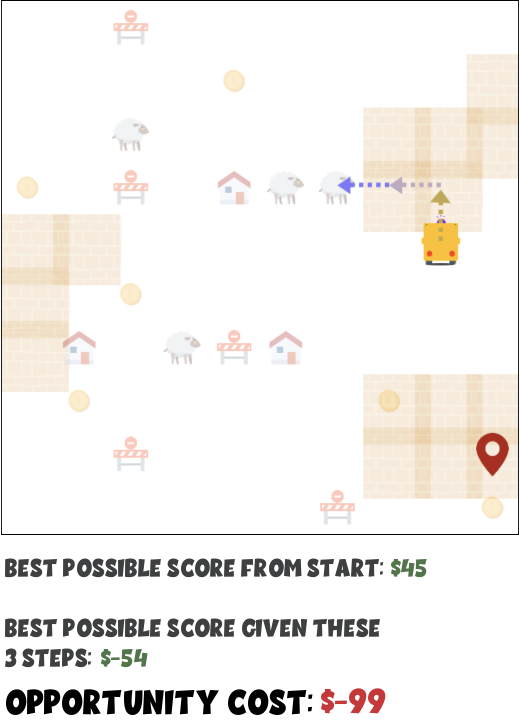 BEST POSSIBLE SCORE FROM START: $45
BEST POSSIBLE SCORE GIVEN THESE
3 STEPS: $-54
OPPORTUNITY COST: $-99